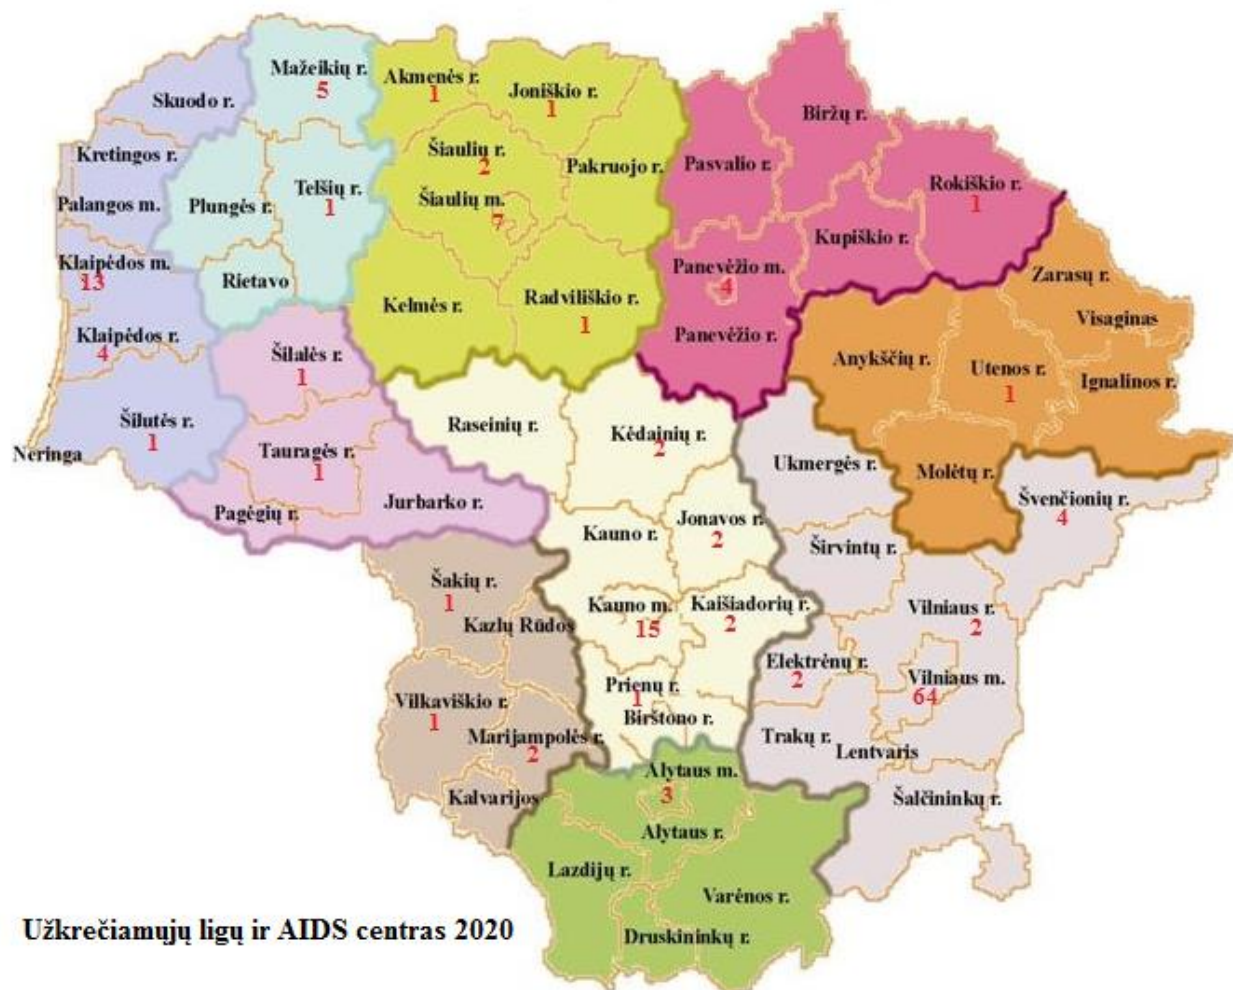 Mažeikių r.
5
Akmenės r.
1
Joniškio r.
1
Skuodo r.
Biržų r.
Kretingos r.
Šiaulių r.
2
Pakruojo r.
Pasvalio r.
Rokiškio r.
1
Palangos m.
Plungės r.
Telšių r.
1
Šiaulių m.
7
Kupiškio r.
Klaipėdos m.
13
Rietavo
Panevėžio m.
4
Zarasų r.
Kelmės r.
Radviliškio r.
1
Visaginas
Klaipėdos r.
4
Panevėžio r.
Šilalės r.
1
Anykščių r.
Utenos r.
1
Ignalinos r.
Šilutės r.
1
Raseinių r.
Kėdainių r.
2
Neringa
Tauragės r.
1
Ukmergės r.
Molėtų r.
Švenčionių r.
4
Pagėgių r.
Jurbarko r.
Kauno r.
Jonavos r.
2
Širvintų r.
Šakių r.
1
Kauno m.
15
Kaišiadorių r.
2
Vilniaus r.
2
Kazlų Rūdos
Elektrėnų r.
2
Vilniaus m.
64
Prienų r.
1
Vilkaviškio r.
1
Birštono r.
Marijampolės r.
2
Trakų r.
Lentvaris
Alytaus m.
3
Kalvarijos
Šalčininkų r.
Alytaus r.
Lazdijų r.
Varėnos r.
Druskininkų r.
Užkrečiamųjų ligų ir AIDS centras 2020